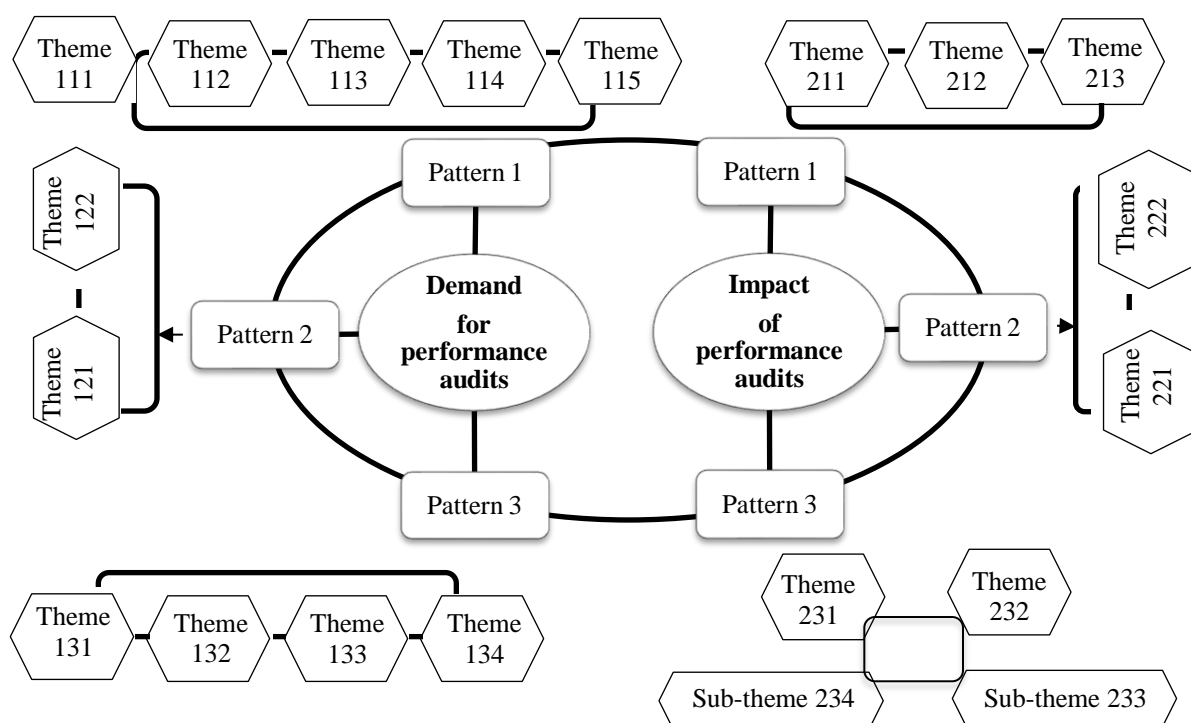 Theme
111
Theme
112
Theme
113
Theme
114
Theme
115
Theme
211
Theme
212
Theme
213
Pattern 1
Pattern 1
Theme
122
Theme
222
Demand
for
performance
audits
Impact
of
performance
audits
Pattern 2
Pattern 2
Theme
121
Theme
221
Pattern 3
Pattern 3
Theme
131
Theme
132
Theme
133
Theme
134
Theme
231
Theme
232
Sub-theme 234
Sub-theme 233